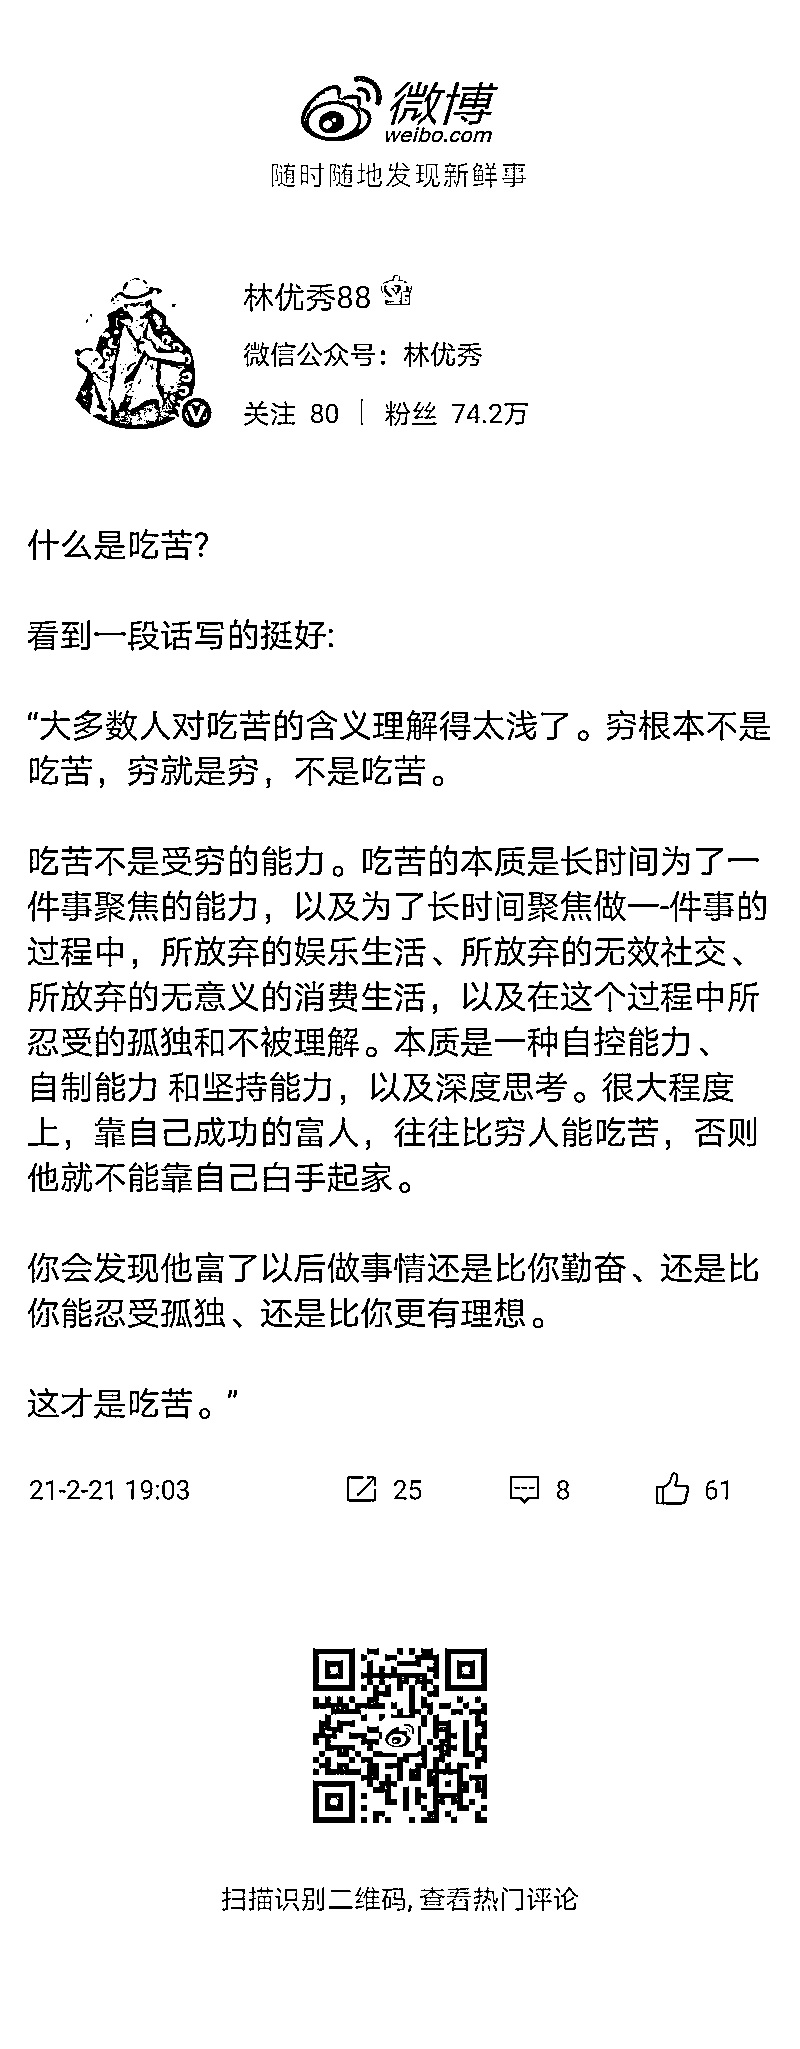 微博
weibo.com
随时随地发现新鲜事
林优秀88
微信公众号：林优秀
关注 80 | 粉丝 74.2万
什么是吃苦?
看到一段话写的挺好:
“大多数人对吃苦的含义理解得太浅了。穷根本不是
吃苦，穷就是穷，不是吃苦。
吃苦不是受穷的能力。吃苦的本质是长时间为了一
件事聚焦的能力，以及为了长时间聚焦做一-件事的
过程中，所放弃的娱乐生活、所放弃的无效社交、
所放弃的无意义的消费生活，以及在这个过程中所
忍受的孤独和不被理解。本质是一种自控能力、
自制能力 和坚持能力，以及深度思考。很大程度
上，靠自己成功的富人，往往比穷人能吃苦，否则
他就不能靠自己白手起家。
你会发现他富了以后做事情还是比你勤奋、还是比
你能忍受孤独、还是比你更有理想。
这才是吃苦。”
21-2-21 19:03 25 8 61
扫描识别二维码, 查看热门评论